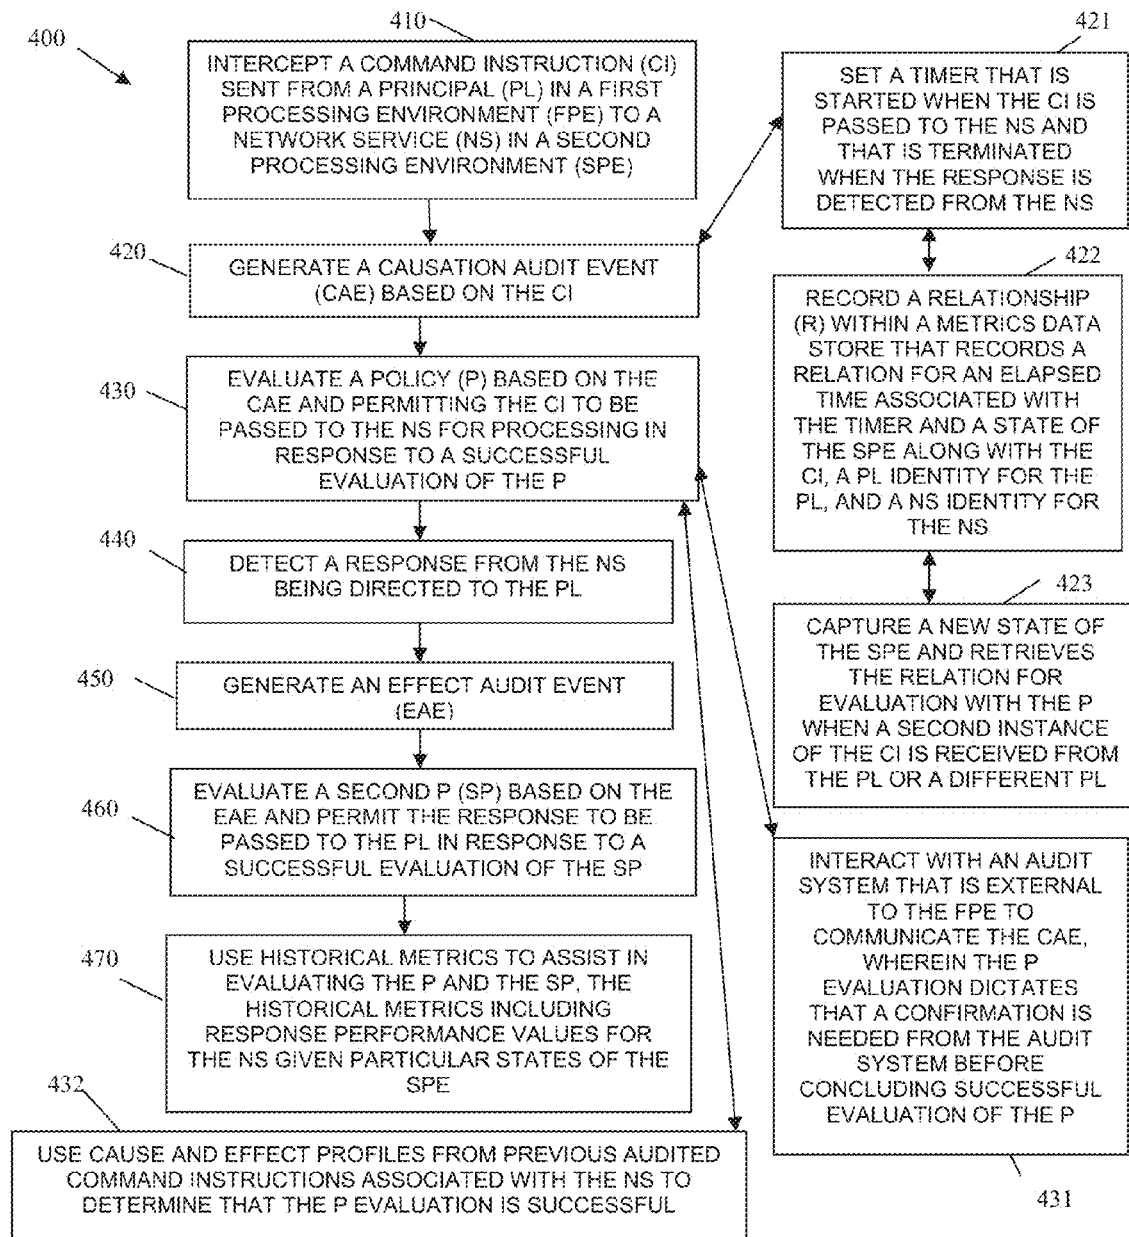 400
410
INTERCEPT A COMMAND INSTRUCTION (CI)
SENT FROM A PRINCIPAL (PL) IN A FIRST
PROCESSING ENVIRONMENT (FPE) TO A
NETWORK SERVICE (NS) IN A SECOND
PROCESSING ENVIRONMENT (SPE)
420
GENERATE A CAUSATION AUDIT EVENT
(CAE) BASED ON THE CI
430
EVALUATE A POLICY (P) BASED ON THE
CAE AND PERMITTING THE CI TO BE
PASSED TO THE NS FOR PROCESSING IN
RESPONSE TO A SUCCESSFUL
EVALUATION OF THE P
440
DETECT A RESPONSE FROM THE NS
BEING DIRECTED TO THE PL
450
GENERATE AN EFFECT AUDIT EVENT
(EAE)
460
EVALUATE A SECOND P (SP) BASED ON THE
EAE AND PERMIT THE RESPONSE TO BE
PASSED TO THE PL IN RESPONSE TO A
SUCCESSFUL EVALUATION OF THE SP
470
USE HISTORICAL METRICS TO ASSIST IN
EVALUATING THE P AND THE SP, THE
HISTORICAL METRICS INCLUDING
RESPONSE PERFORMANCE VALUES FOR
THE NS GIVEN PARTICULAR STATES OF THE
SPE
432
USE CAUSE AND EFFECT PROFILES FROM PREVIOUS AUDITED
COMMAND INSTRUCTIONS ASSOCIATED WITH THE NS TO
DETERMINE THAT THE P EVALUATION IS SUCCESSFUL
421
SET A TIMER THAT IS
STARTED WHEN THE CI IS
PASSED TO THE NS AND
THAT IS TERMINATED
WHEN THE RESPONSE IS
DETECTED FROM THE NS
422
RECORD A RELATIONSHIP
(R) WITHIN A METRICS DATA
STORE THAT RECORDS A
RELATION FOR AN ELAPSED
TIME ASSOCIATED WITH
THE TIMER AND A STATE OF
THE SPE ALONG WITH THE
CI, A PL IDENTITY FOR THE
PL, AND A NS IDENTITY FOR
THE NS
423
CAPTURE A NEW STATE OF
THE SPE AND RETRIEVES
THE RELATION FOR
EVALUATION WITH THE P
WHEN A SECOND INSTANCE
OF THE CI IS RECEIVED FROM
THE PL OR A DIFFERENT PL
INTERACT WITH AN AUDIT
SYSTEM THAT IS EXTERNAL
TO THE FPE TO
COMMUNICATE THE CAE,
WHEREIN THE P
EVALUATION DICTATES
THAT A CONFIRMATION IS
NEEDED FROM THE AUDIT
SYSTEM BEFORE
CONCLUDING SUCCESSFUL
EVALUATION OF THE P
431